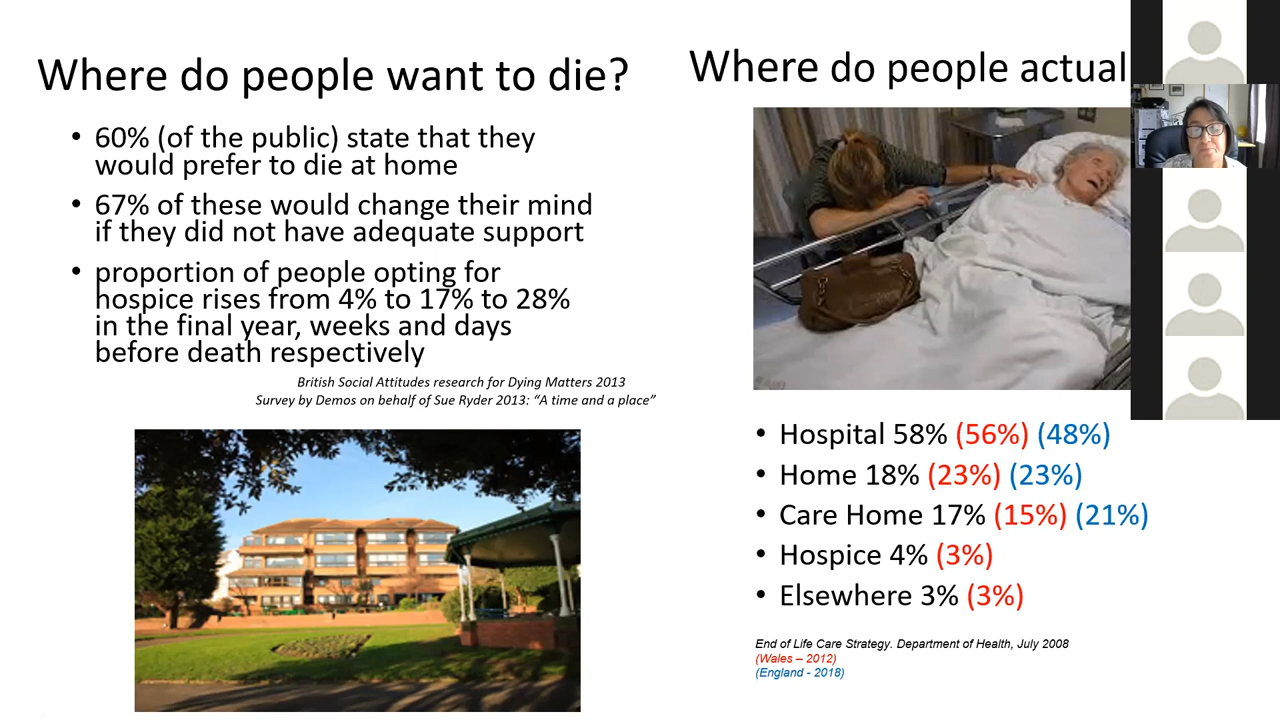 Where do people want to die?
• 60% (of the public) state that they
would prefer to die at home
• 67% of these would change their mind
if they did not have adequate support
• proportion of people opting for
hospice rises from 4% to 17% to 28%
in the final year, weeks and days
before death respectively
British Social Attitudes research for Dying Matters 2013
Survey by Demos on behalf of Sue Ryder 2013: “A time and a place”
Where do people actual
• Hospital 58% (56%) (48%)
• Home 18% (23%) (23%)
• Care Home 17% (15%) (21%)
• Hospice 4% (3%)
• Elsewhere 3% (3%)
End of Life Care Strategy. Department of Health, July 2008
(Wales – 2012)
(England - 2018)